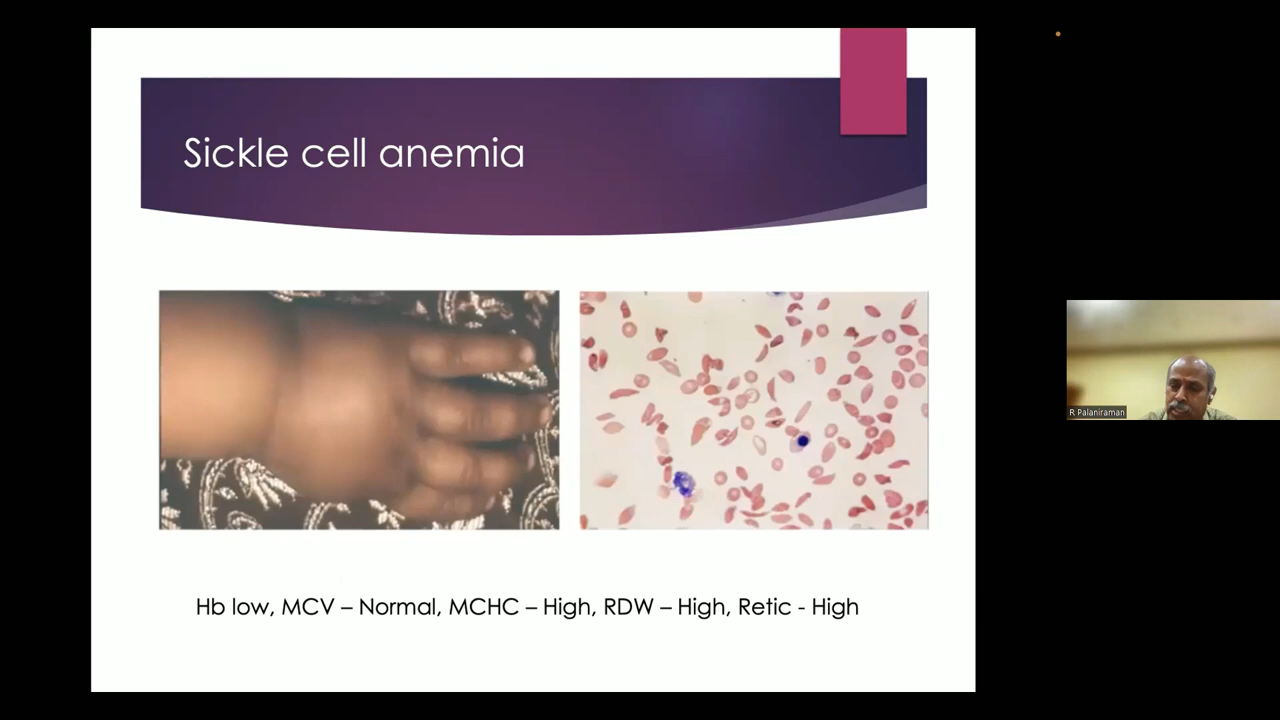 Sickle cell anemia
R Palaniraman
Hb low, MCV – Normal, MCHC – High, RDW – High, Retic - High